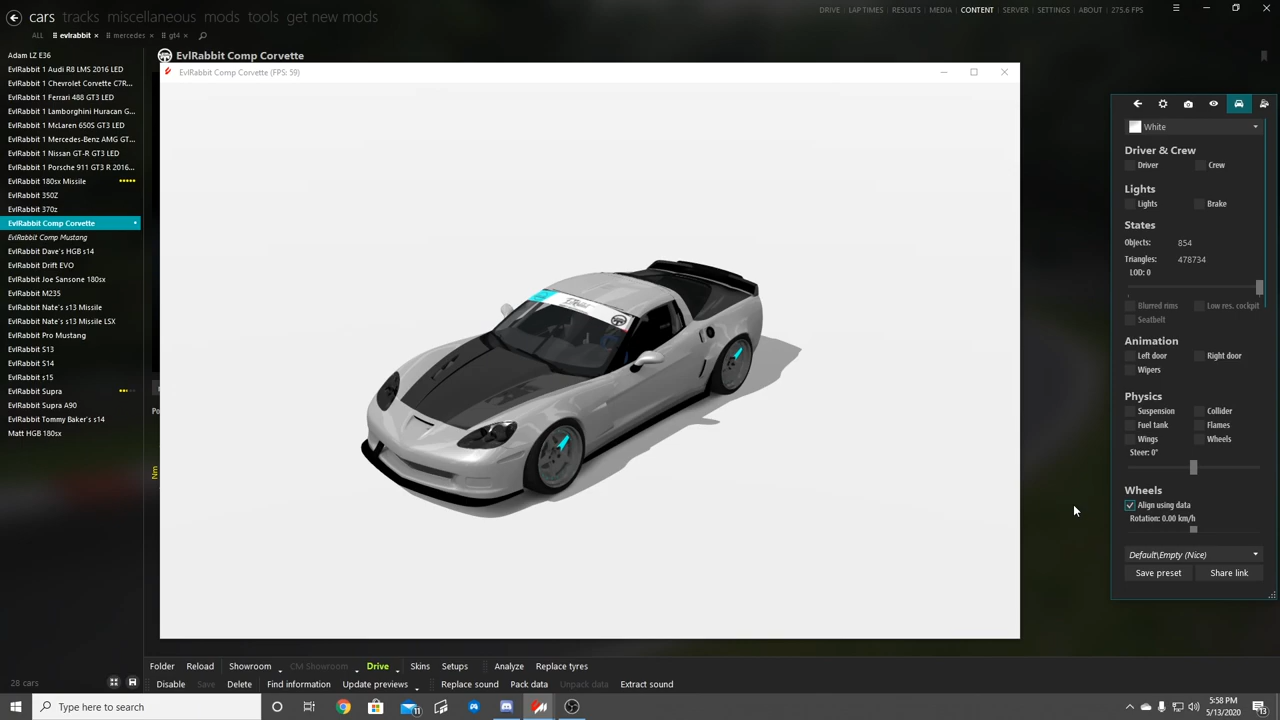 cars tracks miscellaneous mods tools get new mods
DRIVE LAP TIMES RESULTS MEDIA CONTENT SERVER SETTINGS ABOUT 275.6 FPS
ALL evlrabbit × mercedes × gt4 ×
Adam LZ E36
EvlRabbit 1 Audi R8 LMS 2016 LED
EvlRabbit 1 Chevrolet Corvette C7R...
EvlRabbit 1 Ferrari 488 GT3 LED
EvlRabbit 1 Lamborghini Huracan G...
EvlRabbit 1 McLaren 650S GT3 LED
EvlRabbit 1 Mercedes-Benz AMG GT...
EvlRabbit 1 Nissan GT-R GT3 LED
EvlRabbit 1 Porsche 911 GT3 R 2016...
EvlRabbit 180sx Missile
EvlRabbit 350Z
EvlRabbit 370z
EvlRabbit Comp Corvette
EvlRabbit Comp Mustang
EvlRabbit Dave's HGB s14
EvlRabbit Drift EVO
EvlRabbit Joe Sansone 180sx
EvlRabbit M235
EvlRabbit Nate's s13 Missile
EvlRabbit Nate's s13 Missile LSX
EvlRabbit Pro Mustang
EvlRabbit S13
EvlRabbit S14
EvlRabbit s15
EvlRabbit Supra
EvlRabbit Supra A90
EvlRabbit Tommy Baker's s14
Matt HGB 180sx
28 cars
EvlRabbit Comp Corvette
EvlRabbit Comp Corvette (FPS: 59)
Po
Nm
White
Driver & Crew
Driver Crew
Lights
Lights Brake
States
Objects: 854
Triangles: 478734
LOD: 0
Blurred rims Low res. cockpit
Seatbelt
Animation
Left door Right door
Wipers
Physics
Suspension Collider
Fuel tank Flames
Wings Wheels
Steer: 0°
Wheels
Align using data
Rotation: 0.00 km/h
Default\Empty (Nice)
Save preset Share link
Folder Reload Showroom CM Showroom Drive Skins Setups Analyze Replace tyres
Disable Save Delete Find information Update previews Replace sound Pack data Unpack data Extract sound
Type here to search
11
5:58 PM
5/13/2020